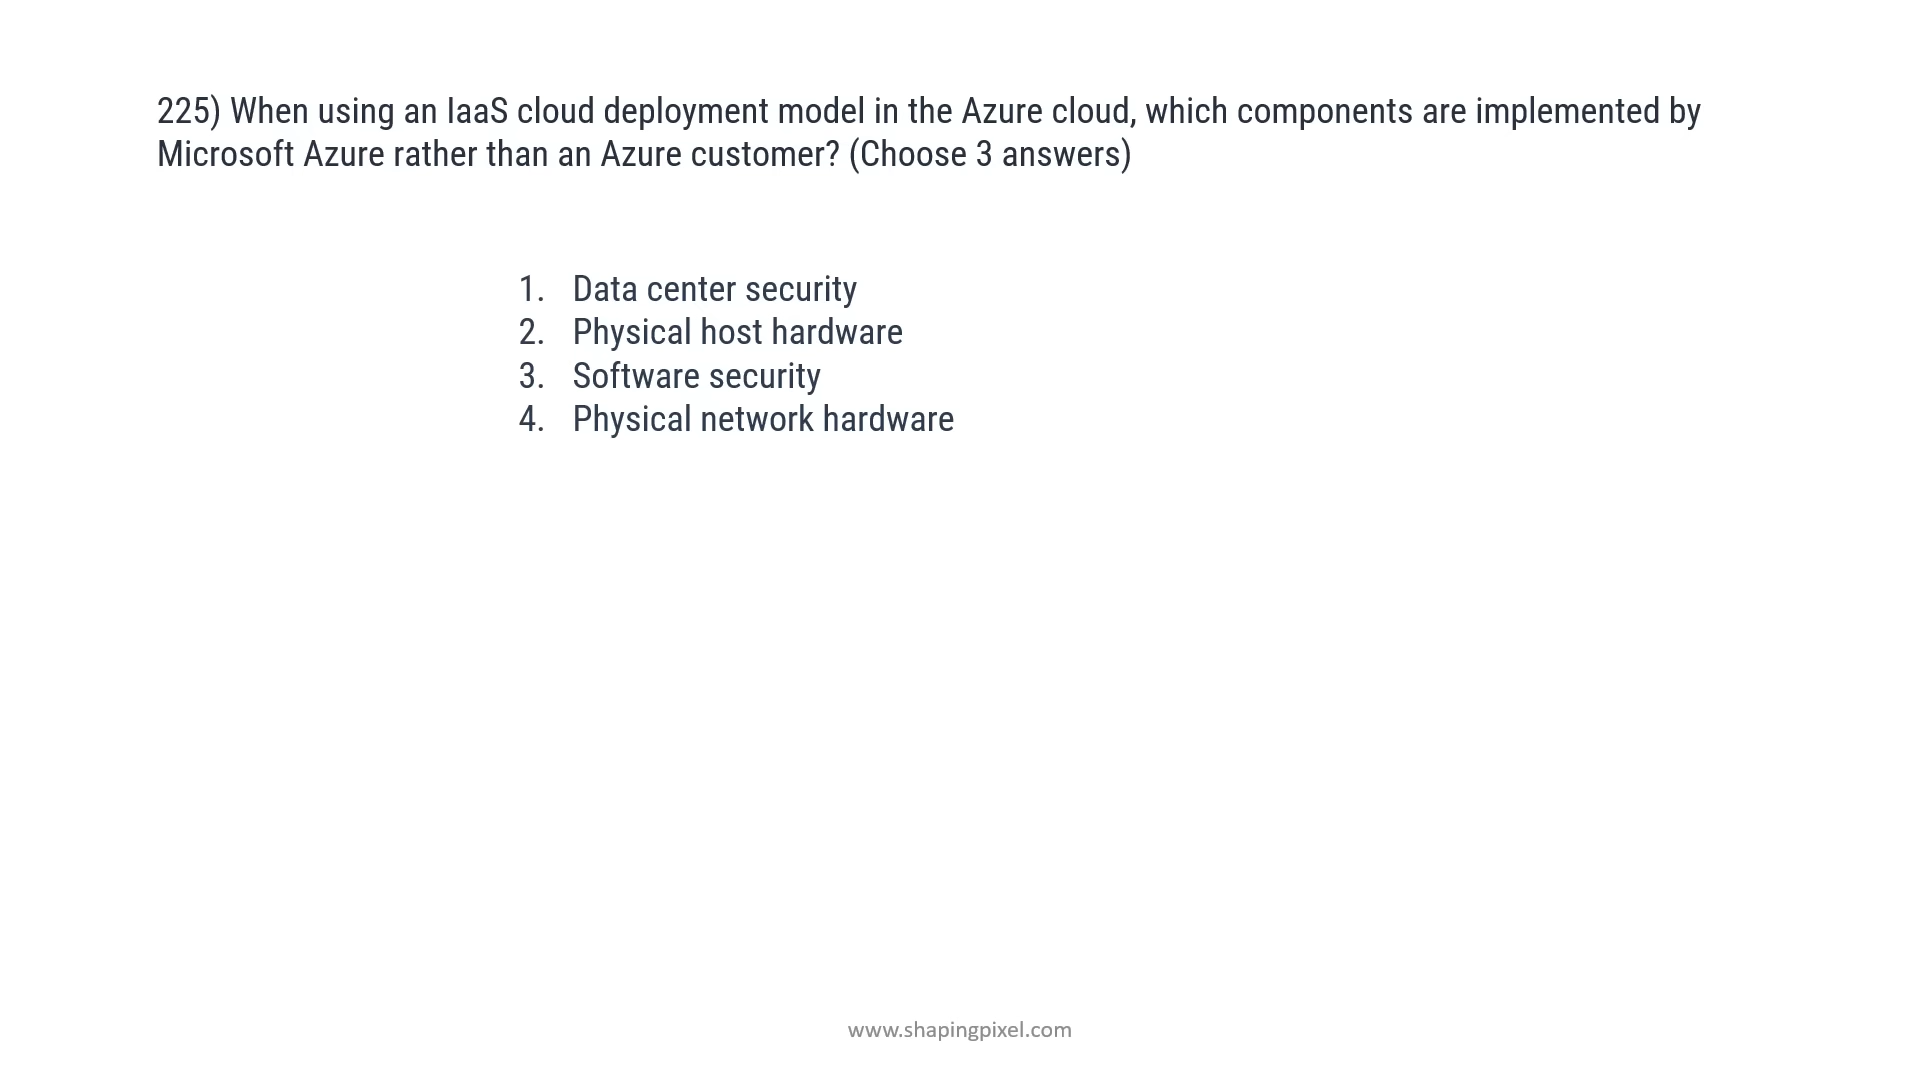 225) When using an IaaS cloud deployment model in the Azure cloud, which components are implemented by
Microsoft Azure rather than an Azure customer? (Choose 3 answers)
1. Data center security
2. Physical host hardware
3. Software security
4. Physical network hardware
www.shapingpixel.com